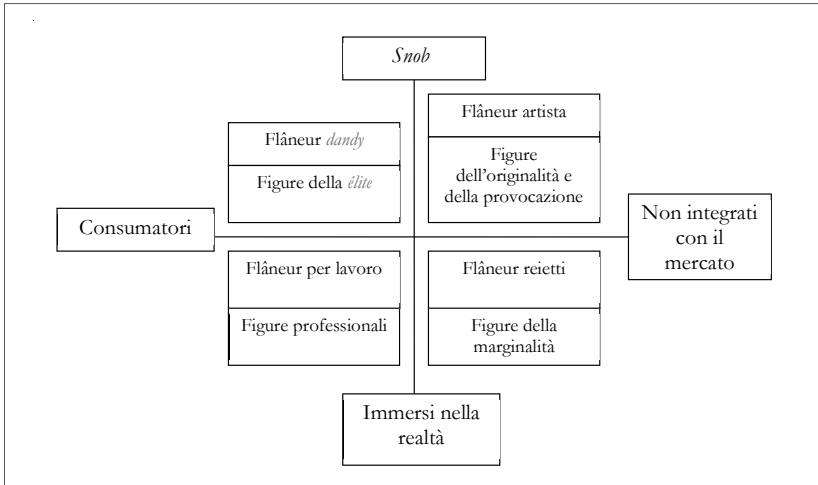 Snob
Flâneur dandy
Figure della élite
Flâneur artista
Figure
dell'originalità e
della provocazione
Consumatori
Non integrati
con il
mercato
Flâneur per lavoro
Figure professionali
Flâneur reietti
Figure della
marginalità
Immersi nella
realtà